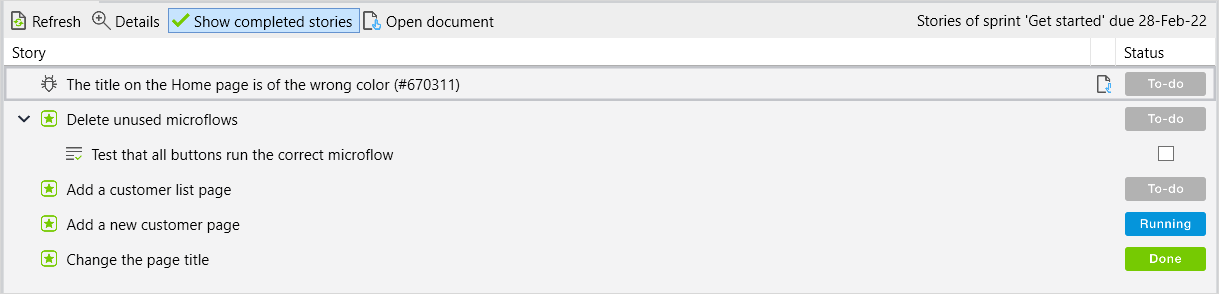 Refresh Details Show completed stories Open document Stories of sprint 'Get started' due 28-Feb-22
Story Status
The title on the Home page is of the wrong color (#670311) To-do
Delete unused microflows To-do
Test that all buttons run the correct microflow
Add a customer list page To-do
Add a new customer page Running
Change the page title Done